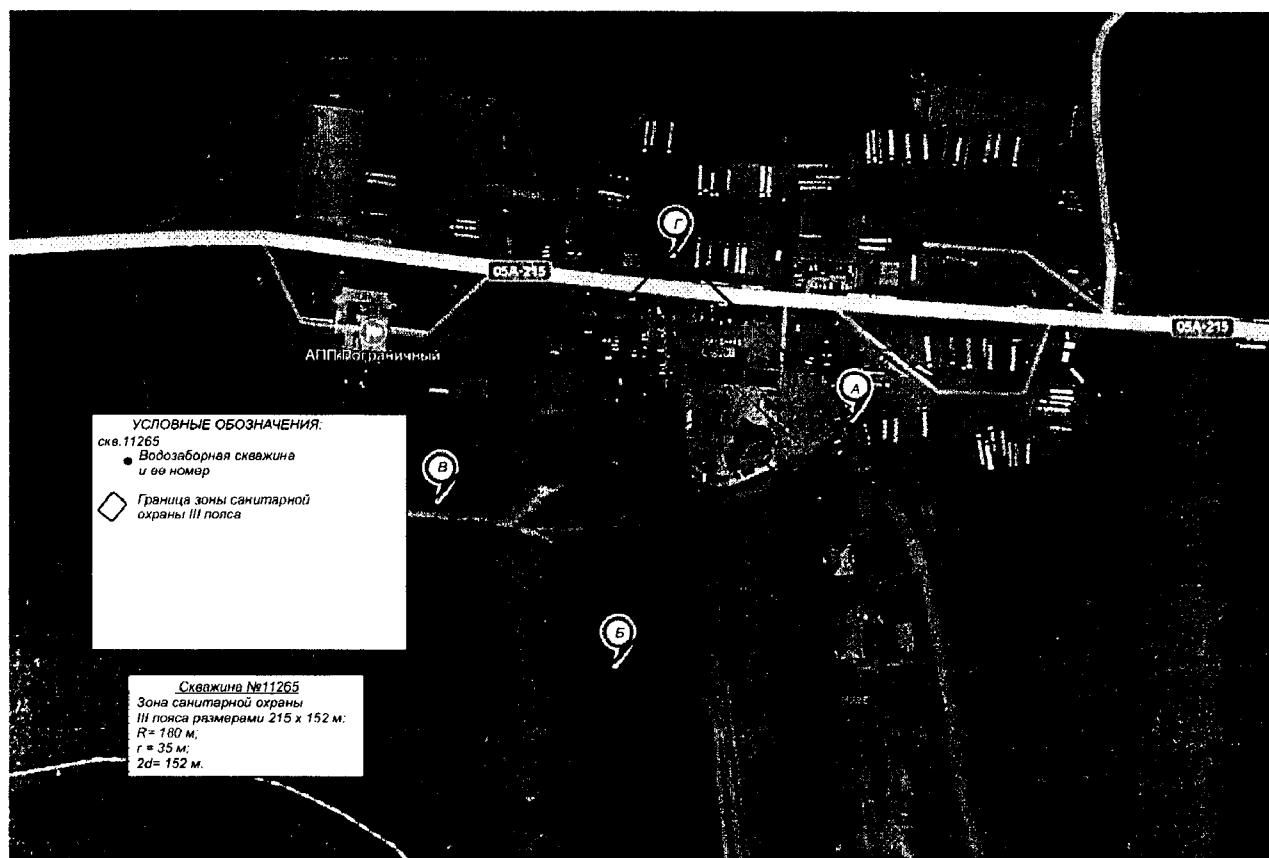 Г
05А-215
05А-215
АПП Пограничный
А
УСЛОВНЫЕ ОБОЗНАЧЕНИЯ:
скв.11265
Водозаборная скважина
и ее номер
Граница зоны санитарной
охраны III пояса
В
Б
Скважина №11265
Зона санитарной охраны
III пояса размерами 215 х 152 м:
R= 180 м;
r = 35 м;
2d= 152 м.